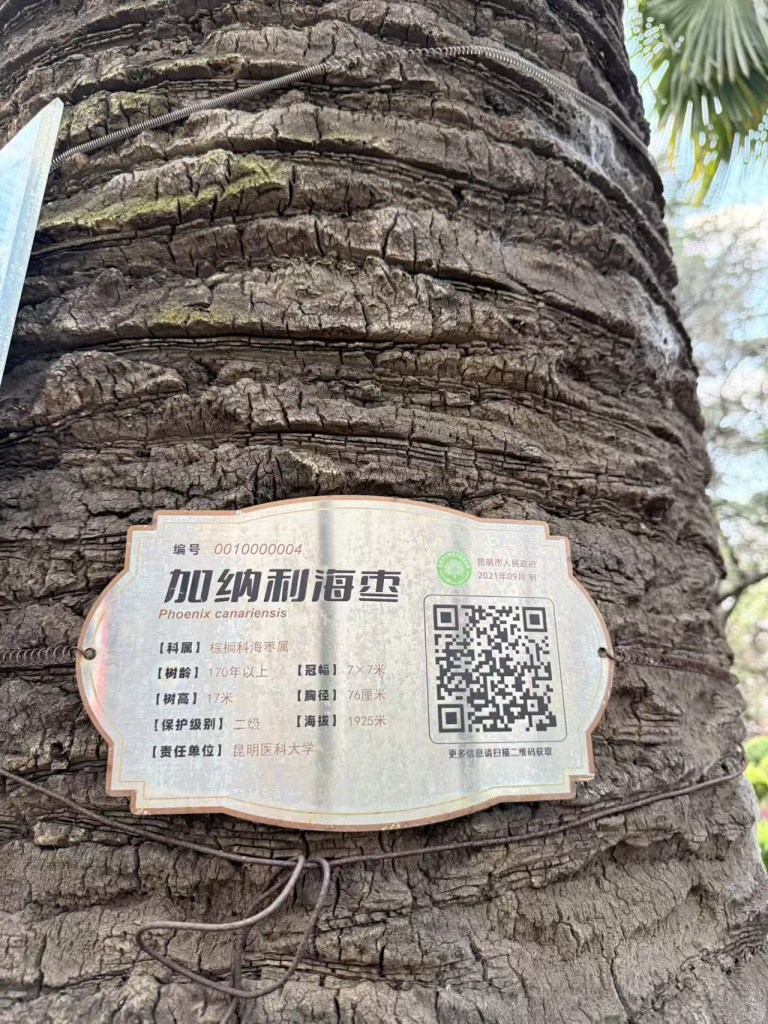 编号 0010000004
昆明市人民政府
2021年09月 制
加纳利海枣
Phoenix canariensis
【科属】棕榈科海枣属
【树龄】170年以上 【冠幅】7×7米
【树高】17米 【胸径】76厘米
【保护级别】二级 【海拔】1925米
【责任单位】昆明医科大学
更多信息请扫描二维码获取